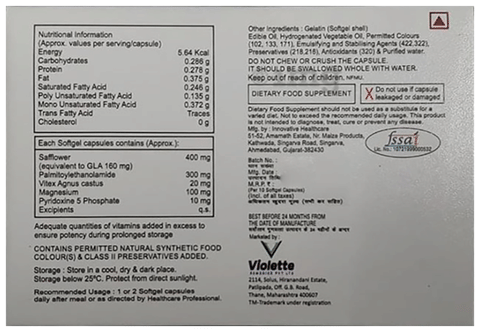 Nutritional Information
(Approx. values per serving/capsule)
Energy 5.64 Kcal
Carbohydrates 0.286 g
Protein 0.278 g
Fat 0.375 g
Saturated Fatty Acid 0.246 g
Poly Unsaturated Fatty Acid 0.135 g
Mono Unsaturated Fatty Acid 0.372 g
Trans Fatty Acid Traces
Cholesterol 0 g
Each Softgel capsules contains (Approx.):
Safflower 400 mg
(equivalent to GLA 160 mg)
Palmitoylethanolamide 300 mg
Vitex Agnus castus 20 mg
Magnesium 100 mg
Pyridoxine 5 Phosphate 10 mg
Excipients q.s.
Adequate quantities of vitamins added in excess to
ensure potency during prolonged storage
CONTAINS PERMITTED NATURAL SYNTHETIC FOOD
COLOUR(S) & CLASS II PRESERVATIVES ADDED.
Storage : Store in a cool, dry & dark place.
Storage below 25ºC. Protect from direct sunlight.
Recommended Usage : 1 or 2 Softgel capsules
daily after meal or as directed by Healthcare Professional.
Other Ingredients : Gelatin (Softgel shell)
Edible Oil, Hydrogenated Vegetable Oil, Permitted Colours
(102, 133, 171), Emulsifying and Stabilising Agents (422,322),
Preservatives (218,216), Antioxidants (320) & Purified water.
DO NOT CHEW OR CRUSH THE CAPSULE.
IT SHOULD BE SWALLOWED WHOLE WITH WATER.
Keep out of reach of children. NFMU.
DIETARY FOOD SUPPLEMENT
X Do not use if capsule
leakaged or damaged
Dietary Food Supplement should not be used as a substitute for a
varied diet. Not to exceed the recommended daily usage. This product
is not intended to diagnose, treat, cure or prevent any disease.
Mfg. by : Innovative Healthcare
51-52, Amarnath Estate, Nr. Maize Products,
Kathwada, Singarva Road, Singarva,
Ahmedabad, Gujarat-382430
fssai
Lic. No.
Batch No. :
Mfg. Date :
M.R.P. ₹ :
(Per 10 Softgel Capsules)
(Incl. of all taxes)
BEST BEFORE 24 MONTHS FROM
THE DATE OF MANUFACTURE
Marketed by :
Violette
REMEDIES PVT LTD
2114, Solus, Hiranandani Estate,
Patlipada, Off. G.B. Road,
Thane, Maharashtra 400607
TM-Trademark under registration